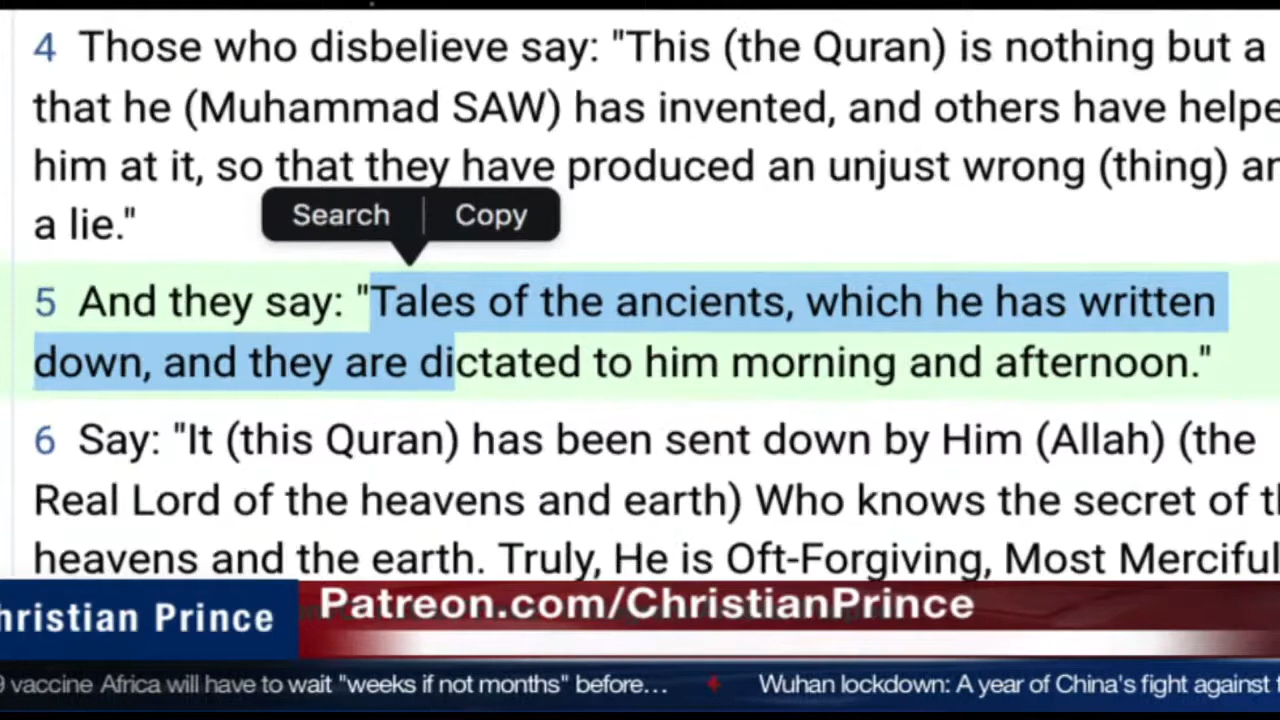 4 Those who disbelieve say: "This (the Quran) is nothing but a
that he (Muhammad SAW) has invented, and others have helpe
him at it, so that they have produced an unjust wrong (thing) an
a lie."
Search Copy
5 And they say: "Tales of the ancients, which he has written
down, and they are dictated to him morning and afternoon."
6 Say: "It (this Quran) has been sent down by Him (Allah) (the
Real Lord of the heavens and earth) Who knows the secret of th
heavens and the earth. Truly, He is Oft-Forgiving, Most Merciful
hristian Prince
Patreon.com/ChristianPrince
9 vaccine Africa will have to wait "weeks if not months" before... Wuhan lockdown: A year of China's fight against t